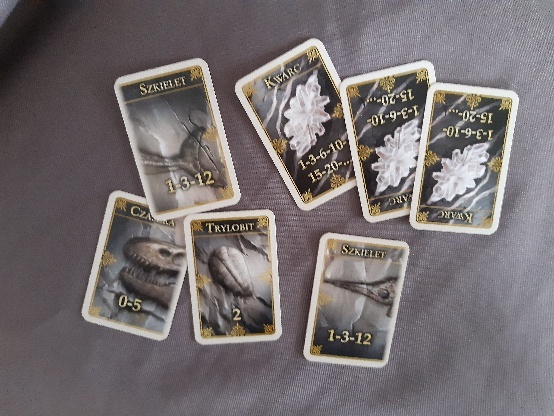 SZKIELET
1-3-12
KWARC
1-3-6-10-
15-20-...
1-3-6-10-
15-20-...
KWARC
1-3-6-10-
15-20-...
0-5
TRYLOBIT
2
SZKIELET
1-3-12